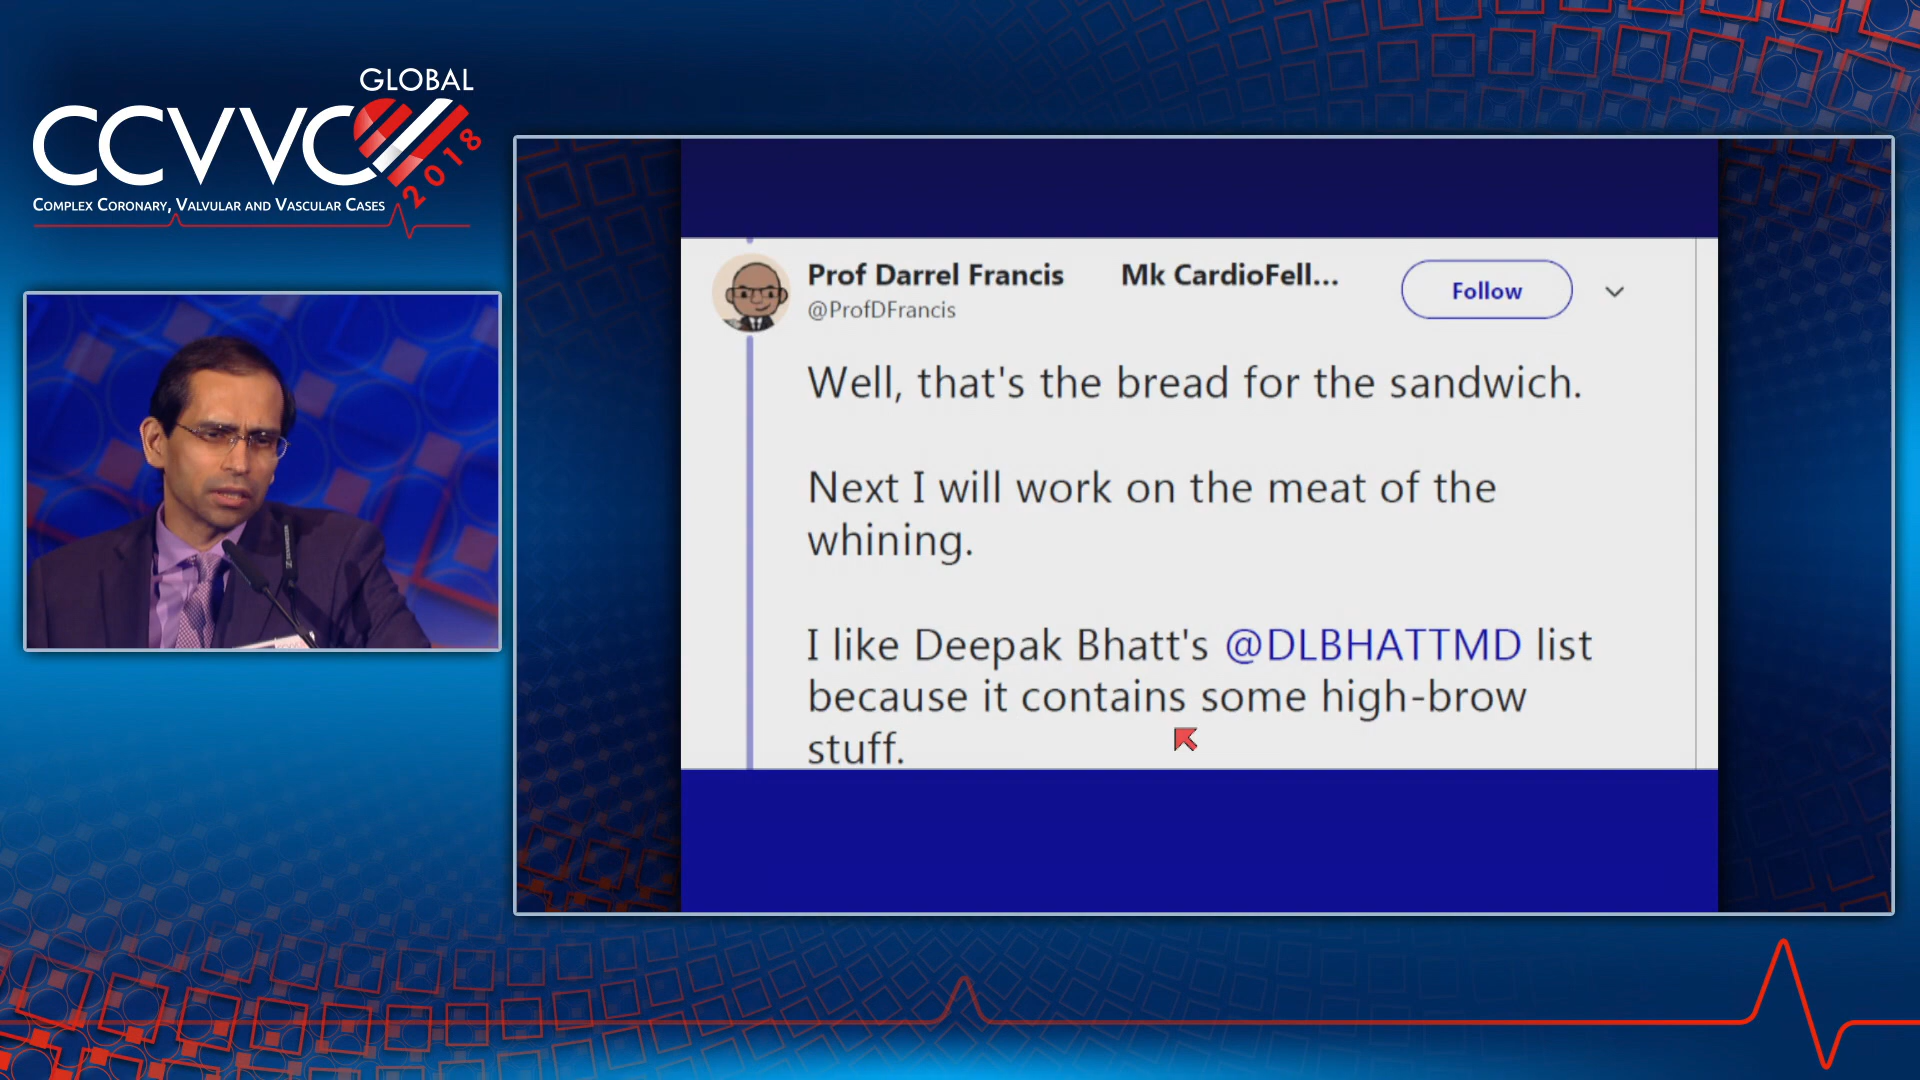 GLOBAL
CCVVC
2018
COMPLEX CORONARY, VALVULAR AND VASCULAR CASES
Prof Darrel Francis Mk CardioFell...
@ProfDFrancis
Follow
Well, that's the bread for the sandwich.
Next I will work on the meat of the
whining.
I like Deepak Bhatt's @DLBHATTMD list
because it contains some high-brow
stuff.